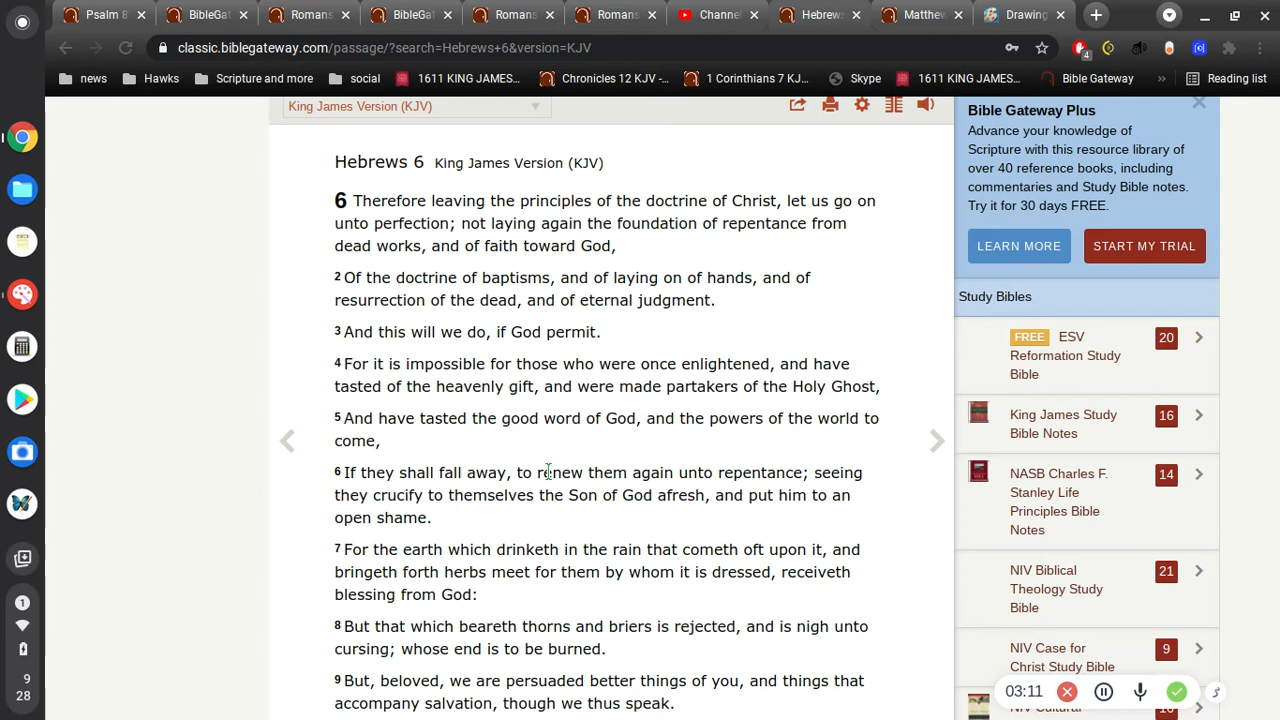 Psalm 8
BibleGat
Romans
BibleGat
Romans
Romans
Channel
Hebrews
Matthew
Drawing
classic.biblegateway.com/passage/?search=Hebrews+6&version=KJV
4
news
Hawks
Scripture and more
social
1611 KING JAMES...
Chronicles 12 KJV -...
1 Corinthians 7 KJ...
Skype
1611 KING JAMES...
Bible Gateway
»
Reading list
King James Version (KJV)
Hebrews 6 King James Version (KJV)
6 Therefore leaving the principles of the doctrine of Christ, let us go on
unto perfection; not laying again the foundation of repentance from
dead works, and of faith toward God,
2 Of the doctrine of baptisms, and of laying on of hands, and of
resurrection of the dead, and of eternal judgment.
3 And this will we do, if God permit.
4 For it is impossible for those who were once enlightened, and have
tasted of the heavenly gift, and were made partakers of the Holy Ghost,
5 And have tasted the good word of God, and the powers of the world to
come,
6 If they shall fall away, to renew them again unto repentance; seeing
they crucify to themselves the Son of God afresh, and put him to an
open shame.
7 For the earth which drinketh in the rain that cometh oft upon it, and
bringeth forth herbs meet for them by whom it is dressed, receiveth
blessing from God:
8 But that which beareth thorns and briers is rejected, and is nigh unto
cursing; whose end is to be burned.
9 But, beloved, we are persuaded better things of you, and things that
accompany salvation, though we thus speak.
Bible Gateway Plus
Advance your knowledge of
Scripture with this resource library of
over 40 reference books, including
commentaries and Study Bible notes.
Try it for 30 days FREE.
LEARN MORE
START MY TRIAL
Study Bibles
FREE ESV
Reformation Study
Bible
20
King James Study
Bible Notes
16
NASB Charles F.
Stanley Life
Principles Bible
Notes
14
NIV Biblical
Theology Study
Bible
21
NIV Case for
Christ Study Bible
9
NIV Cultural
03:11
1
9
28